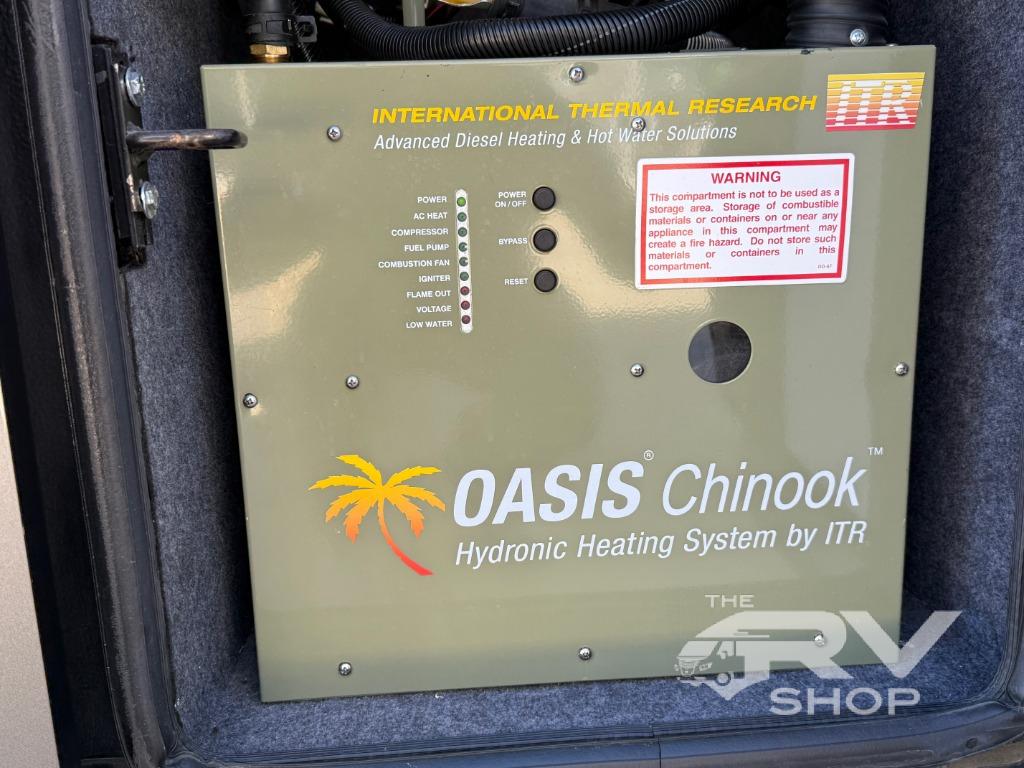 INTERNATIONAL THERMAL RESEARCH
ITR
Advanced Diesel Heating & Hot Water Solutions
WARNING
This compartment is not to be used as a
storage area. Storage of combustible
materials or containers on or near any
appliance in this compartment may
create a fire hazard. Do not store such
materials or containers in this
compartment.
POWER
AC HEAT
COMPRESSOR
FUEL PUMP
COMBUSTION FAN
IGNITER
FLAME OUT
VOLTAGE
LOW WATER
POWER
ON / OFF
BYPASS
RESET
OASIS® Chinook™
Hydronic Heating System by ITR
THE
RV
SHOP